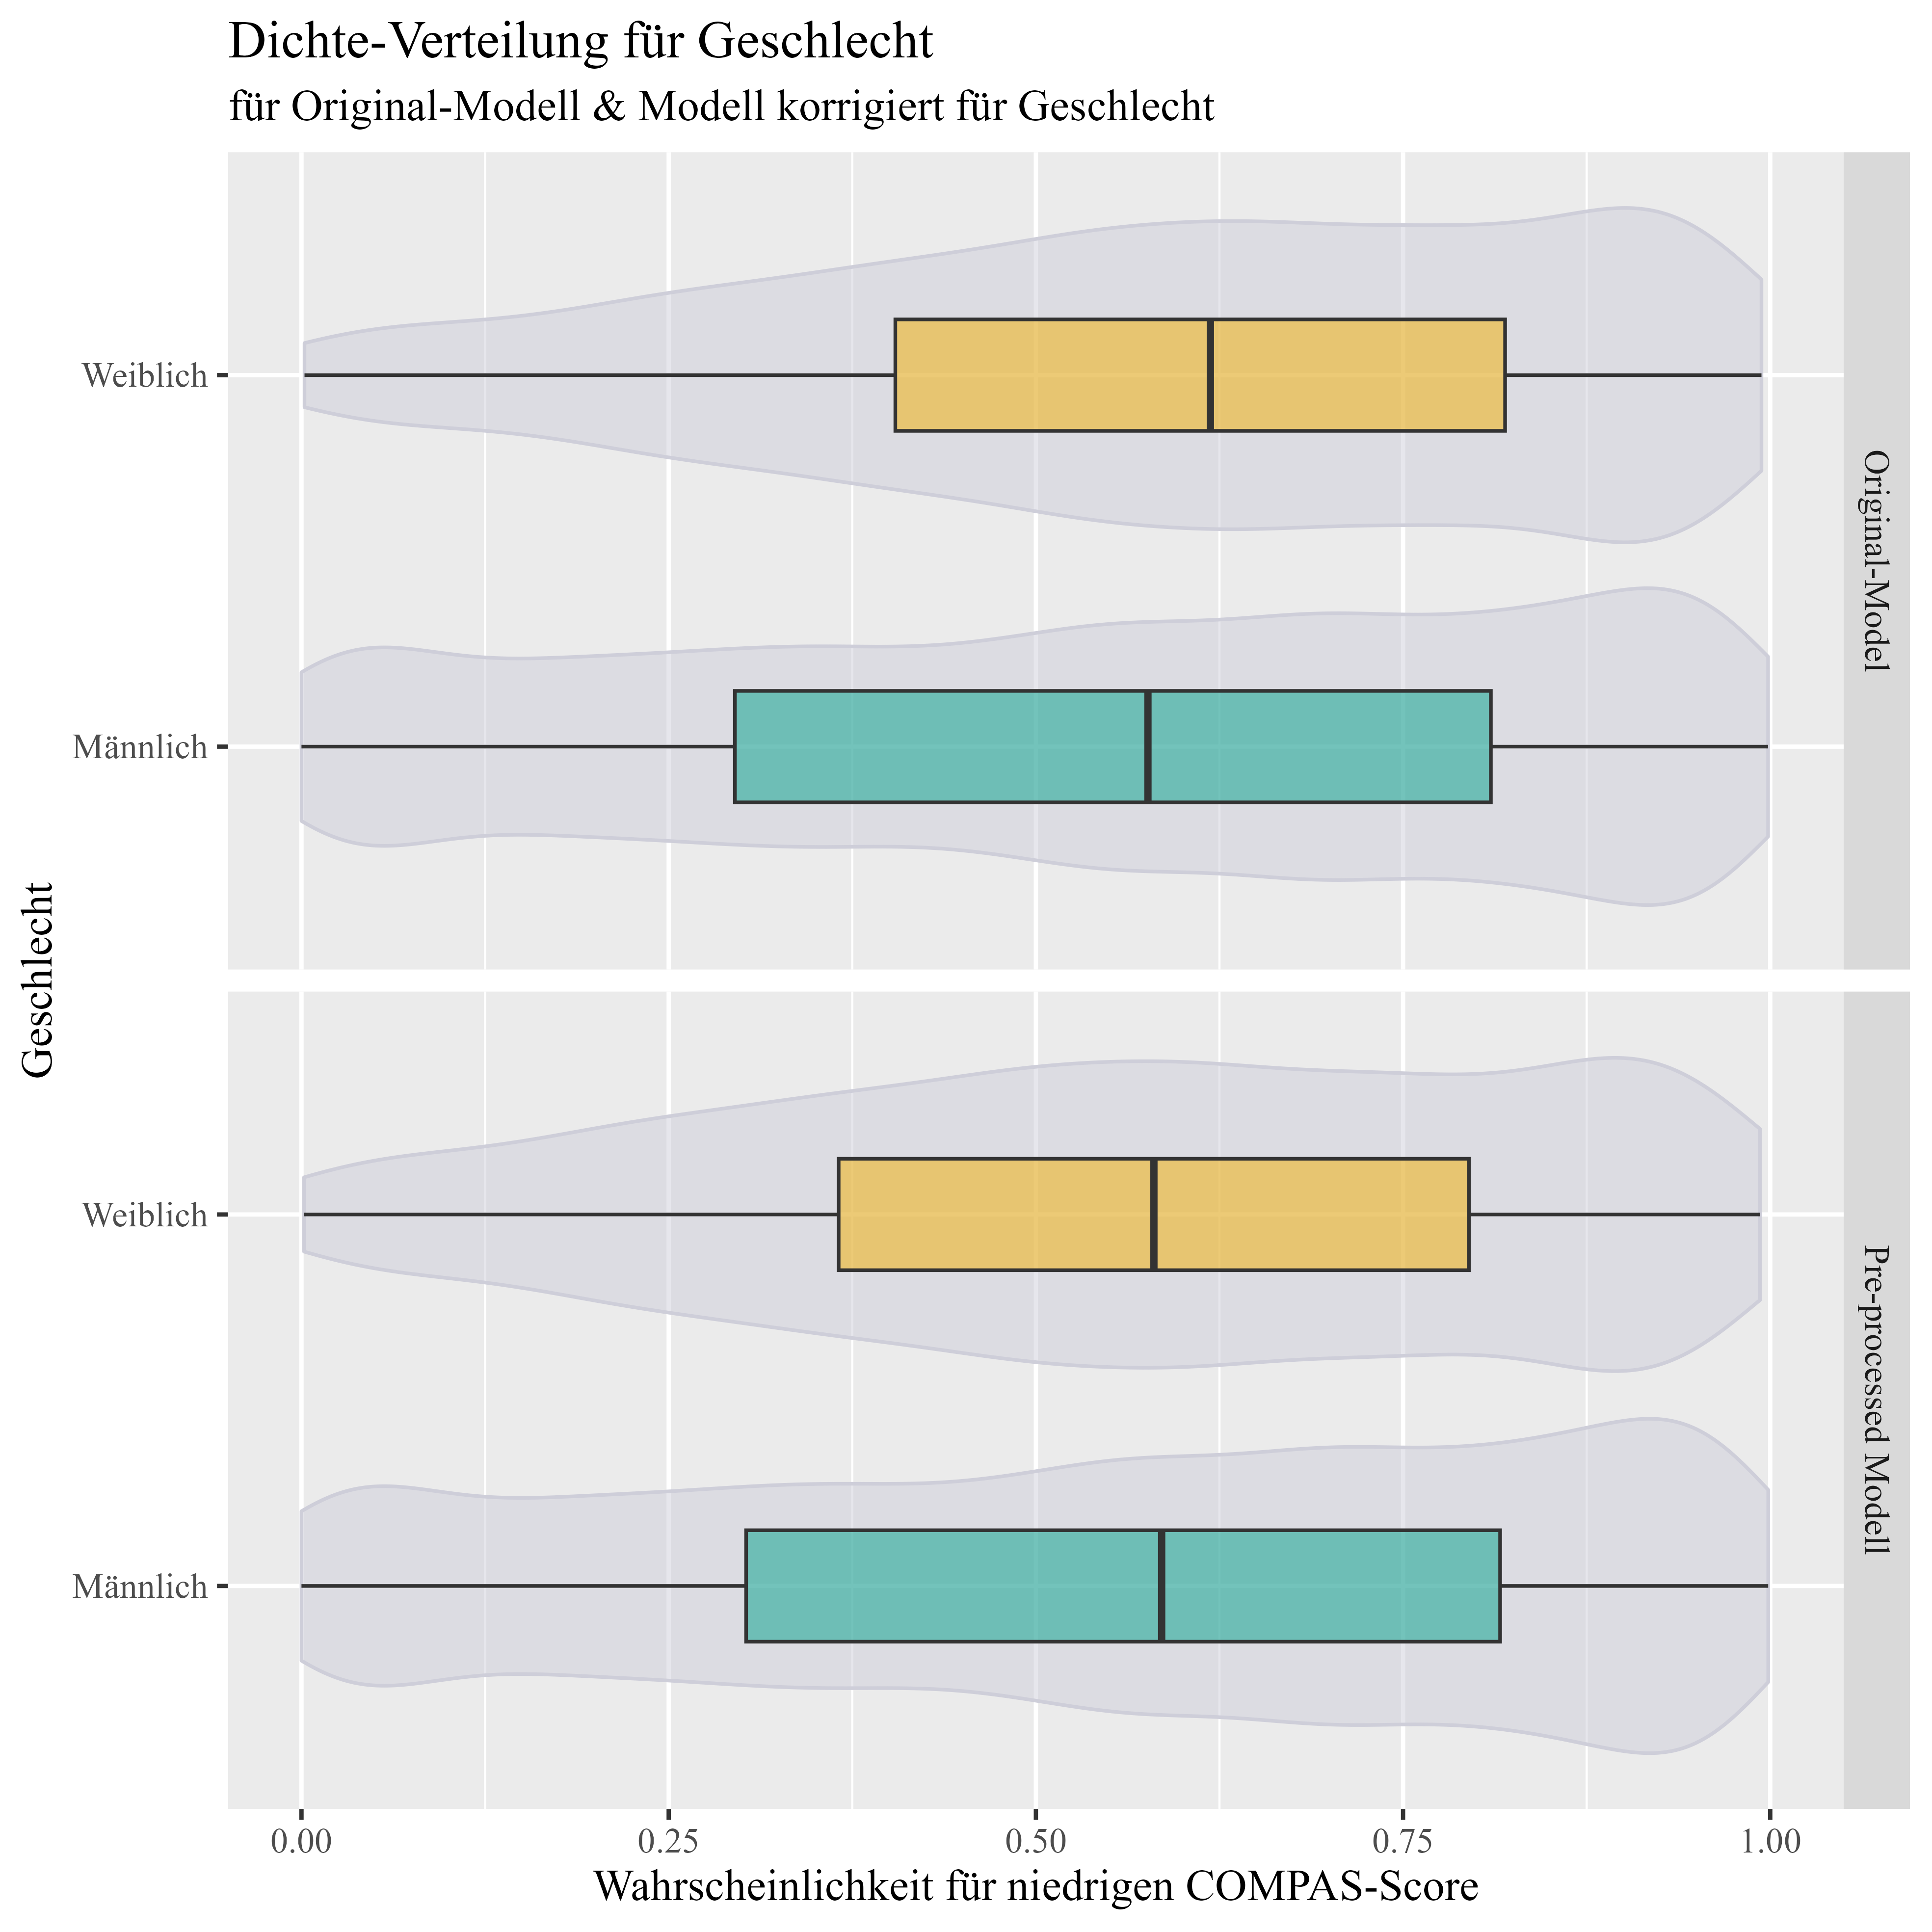 Dichte-Verteilung für Geschlecht
für Original-Modell & Modell korrigiert für Geschlecht
Geschlecht
Weiblich
Männlich
Original-Model
Weiblich
Männlich
Pre-processed Modell
0.00 0.25 0.50 0.75 1.00
Wahrscheinlichkeit für niedrigen COMPAS-Score